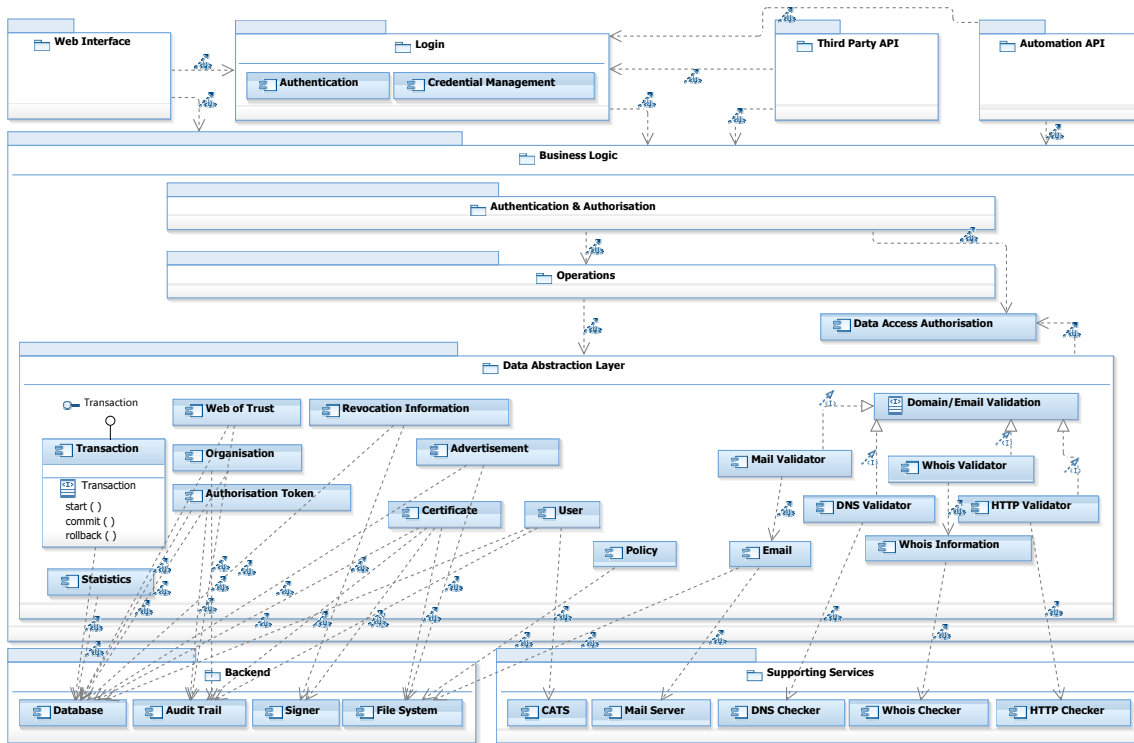 Web Interface
Login
Third Party API
Automation API
Authentication
Credential Management
Business Logic
Authentication & Authorisation
Operations
Data Access Authorisation
Data Abstraction Layer
Transaction
Web of Trust
Revocation Information
Domain/Email Validation
Transaction
Organisation
Advertisement
Mail Validator
Whois Validator
Transaction
start ( )
commit ( )
rollback ( )
Authorisation Token
Certificate
User
DNS Validator
HTTP Validator
Policy
Email
Whois Information
Statistics
Backend
Supporting Services
Database
Audit Trail
Signer
File System
CATS
Mail Server
DNS Checker
Whois Checker
HTTP Checker